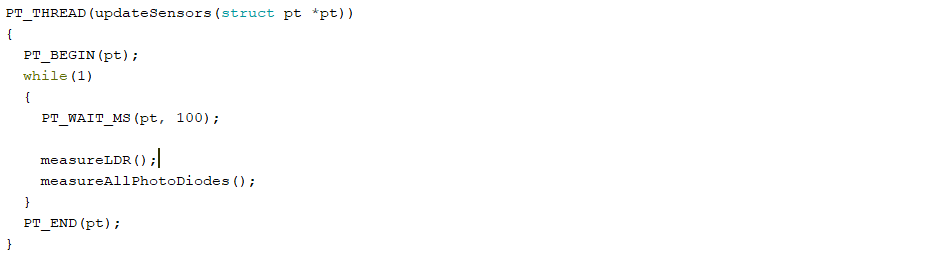 PT_THREAD(updateSensors(struct pt *pt))
{
  PT_BEGIN(pt);
  while(1)
  {
    PT_WAIT_MS(pt, 100);

    measureLDR();
    measureAllPhotoDiodes();
  }
  PT_END(pt);
}